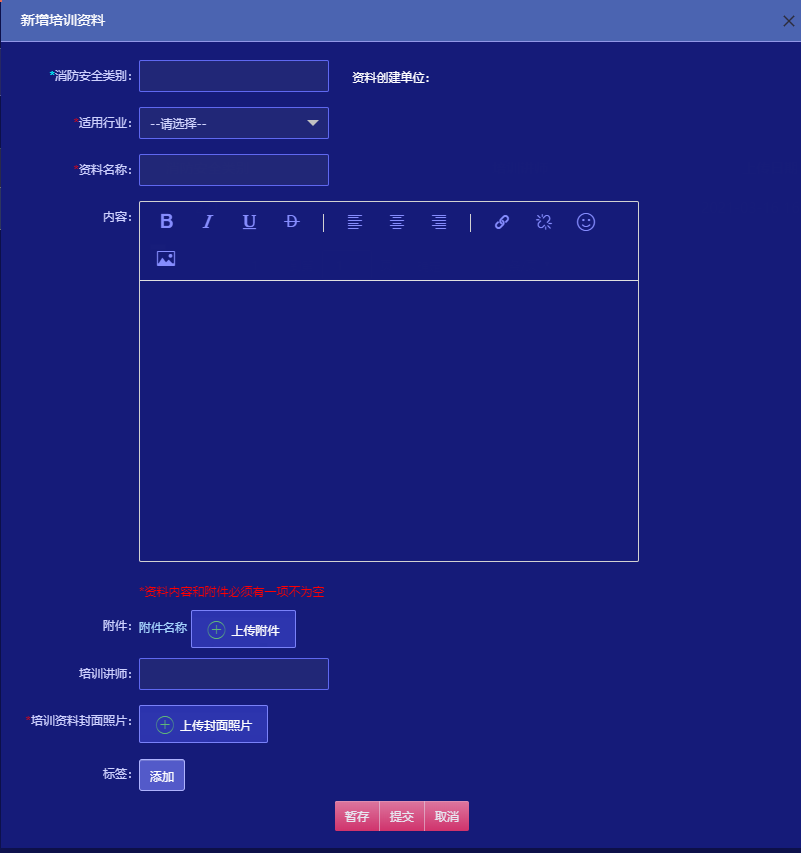 新增培训资料
*消防安全类别： 资料创建单位：
*适用行业： --请选择--
*资料名称：
内容： B I U D
*资料内容和附件必须有一项不为空
附件： 附件名称 上传附件
培训讲师：
*培训资料封面照片： 上传封面照片
标签： 添加
暂存 提交 取消